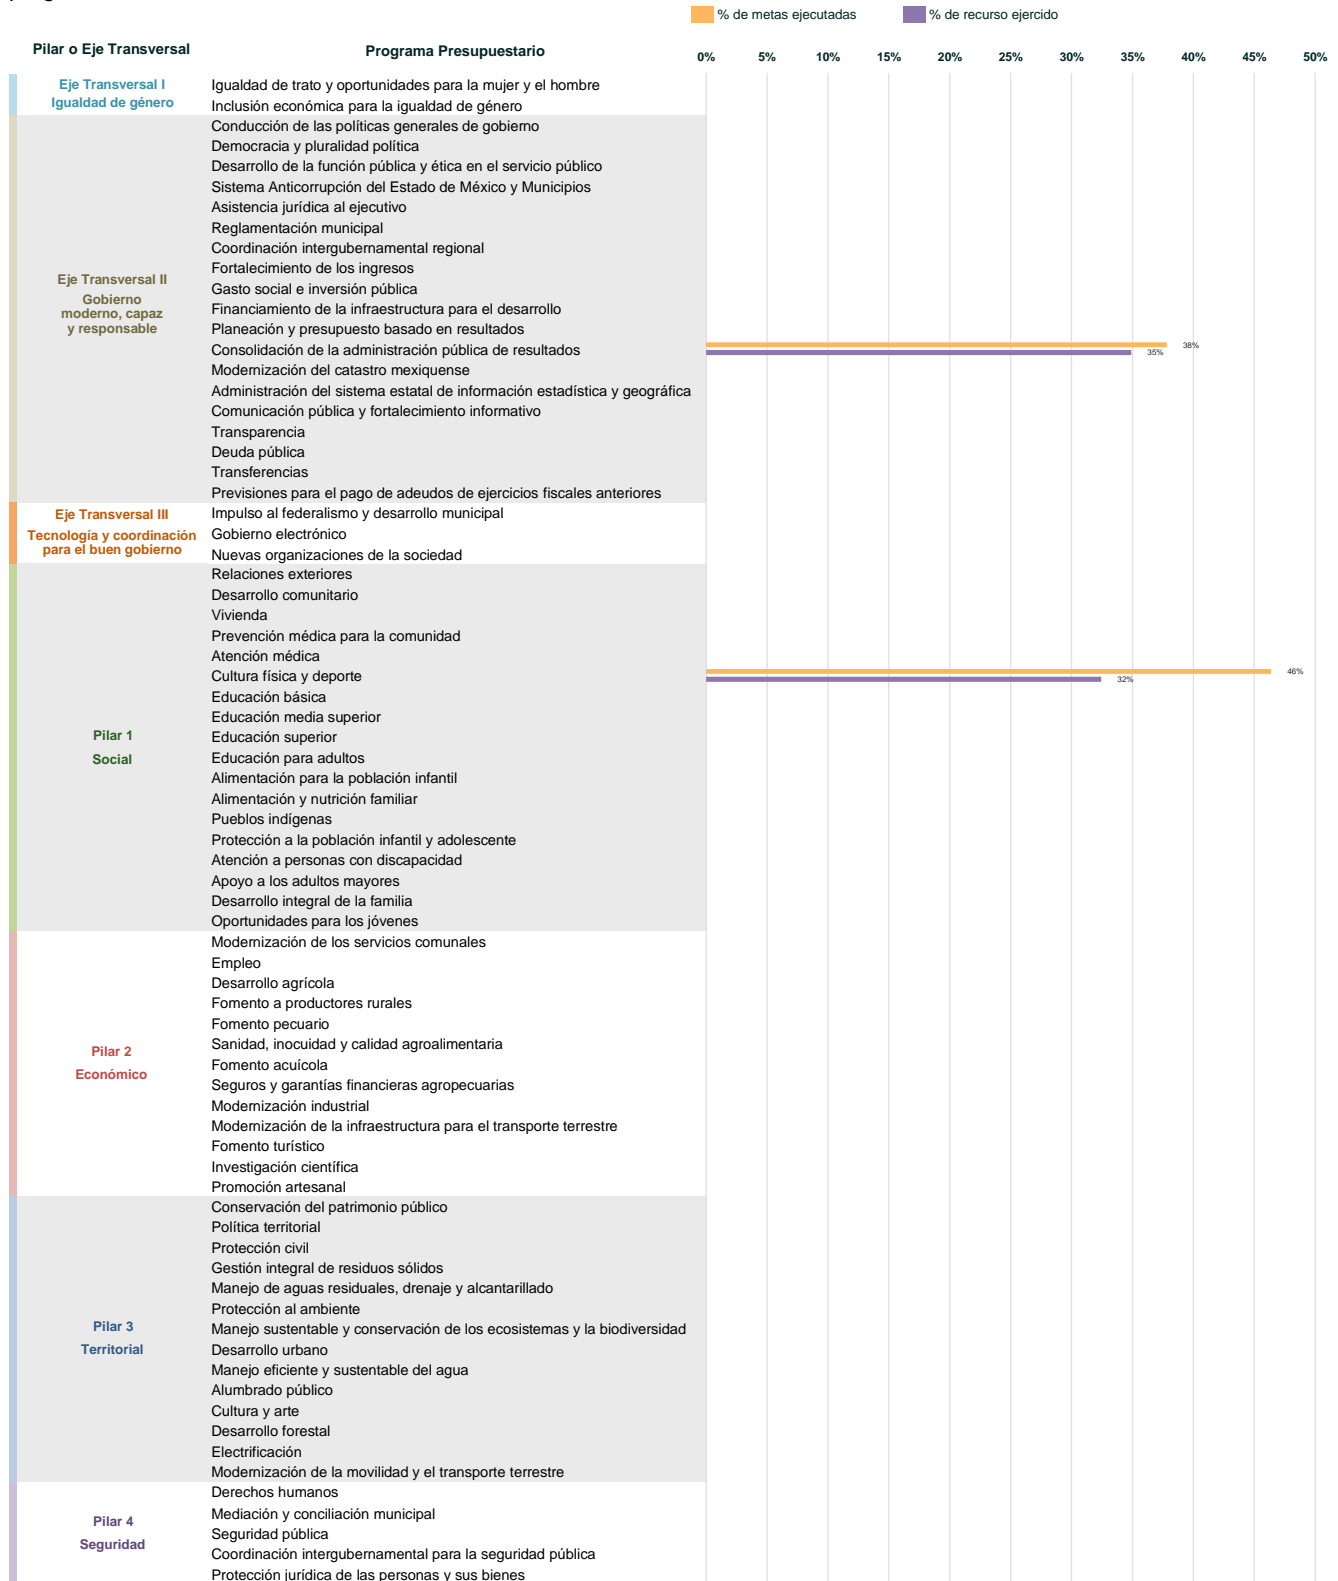 % de metas ejecutadas % de recurso ejercido
Pilar o Eje Transversal Programa Presupuestario 0% 5% 10% 15% 20% 25% 30% 35% 40% 45% 50%
Eje Transversal I
Igualdad de género
Igualdad de trato y oportunidades para la mujer y el hombre
Inclusión económica para la igualdad de género
Eje Transversal II
Gobierno
moderno, capaz
y responsable
Conducción de las políticas generales de gobierno
Democracia y pluralidad política
Desarrollo de la función pública y ética en el servicio público
Sistema Anticorrupción del Estado de México y Municipios
Asistencia jurídica al ejecutivo
Reglamentación municipal
Coordinación intergubernamental regional
Fortalecimiento de los ingresos
Gasto social e inversión pública
Financiamiento de la infraestructura para el desarrollo
Planeación y presupuesto basado en resultados
Consolidación de la administración pública de resultados
38%
35%
Modernización del catastro mexiquense
Administración del sistema estatal de información estadística y geográfica
Comunicación pública y fortalecimiento informativo
Transparencia
Deuda pública
Transferencias
Previsiones para el pago de adeudos de ejercicios fiscales anteriores
Eje Transversal III
Tecnología y coordinación
para el buen gobierno
Impulso al federalismo y desarrollo municipal
Gobierno electrónico
Nuevas organizaciones de la sociedad
Pilar 1
Social
Relaciones exteriores
Desarrollo comunitario
Vivienda
Prevención médica para la comunidad
Atención médica
Cultura física y deporte
46%
32%
Educación básica
Educación media superior
Educación superior
Educación para adultos
Alimentación para la población infantil
Alimentación y nutrición familiar
Pueblos indígenas
Protección a la población infantil y adolescente
Atención a personas con discapacidad
Apoyo a los adultos mayores
Desarrollo integral de la familia
Oportunidades para los jóvenes
Pilar 2
Económico
Modernización de los servicios comunales
Empleo
Desarrollo agrícola
Fomento a productores rurales
Fomento pecuario
Sanidad, inocuidad y calidad agroalimentaria
Fomento acuícola
Seguros y garantías financieras agropecuarias
Modernización industrial
Modernización de la infraestructura para el transporte terrestre
Fomento turístico
Investigación científica
Promoción artesanal
Pilar 3
Territorial
Conservación del patrimonio público
Política territorial
Protección civil
Gestión integral de residuos sólidos
Manejo de aguas residuales, drenaje y alcantarillado
Protección al ambiente
Manejo sustentable y conservación de los ecosistemas y la biodiversidad
Desarrollo urbano
Manejo eficiente y sustentable del agua
Alumbrado público
Cultura y arte
Desarrollo forestal
Electrificación
Modernización de la movilidad y el transporte terrestre
Pilar 4
Seguridad
Derechos humanos
Mediación y conciliación municipal
Seguridad pública
Coordinación intergubernamental para la seguridad pública
Protección jurídica de las personas y sus bienes